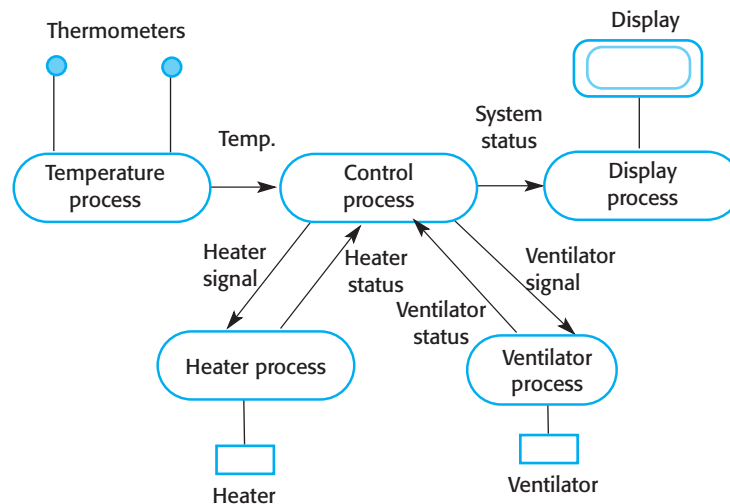 Thermometers
Display
System
status
Temp.
Temperature
process
Control
process
Display
process
Heater
signal
Heater
status
Ventilator
signal
Ventilator
status
Heater process
Ventilator
process
Heater
Ventilator